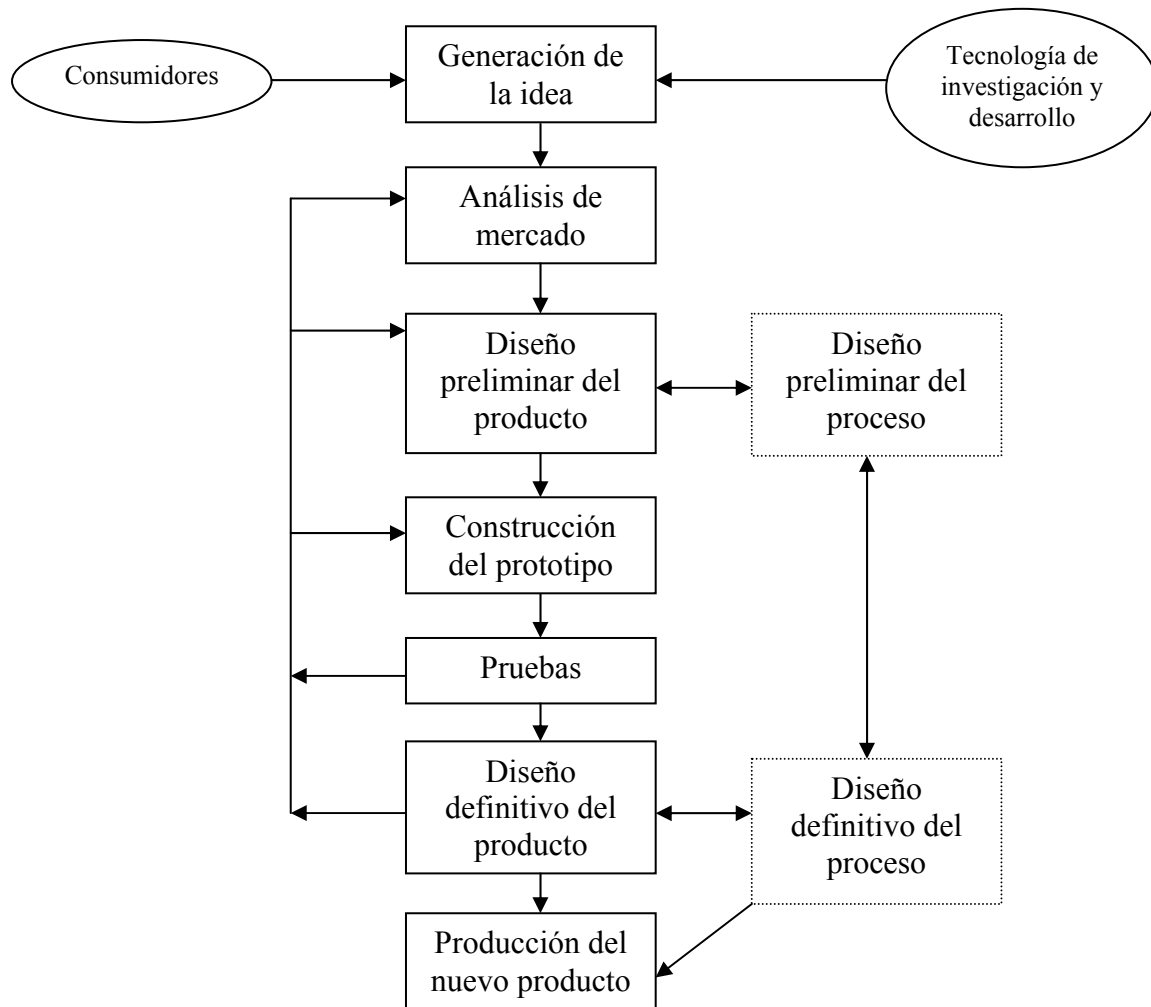 Consumidores
Generación de
la idea
Tecnología de
investigación y
desarrollo
Análisis de
mercado
Diseño
preliminar del
producto
Diseño
preliminar del
proceso
Construcción
del prototipo
Pruebas
Diseño
definitivo del
producto
Diseño
definitivo del
proceso
Producción del
nuevo producto